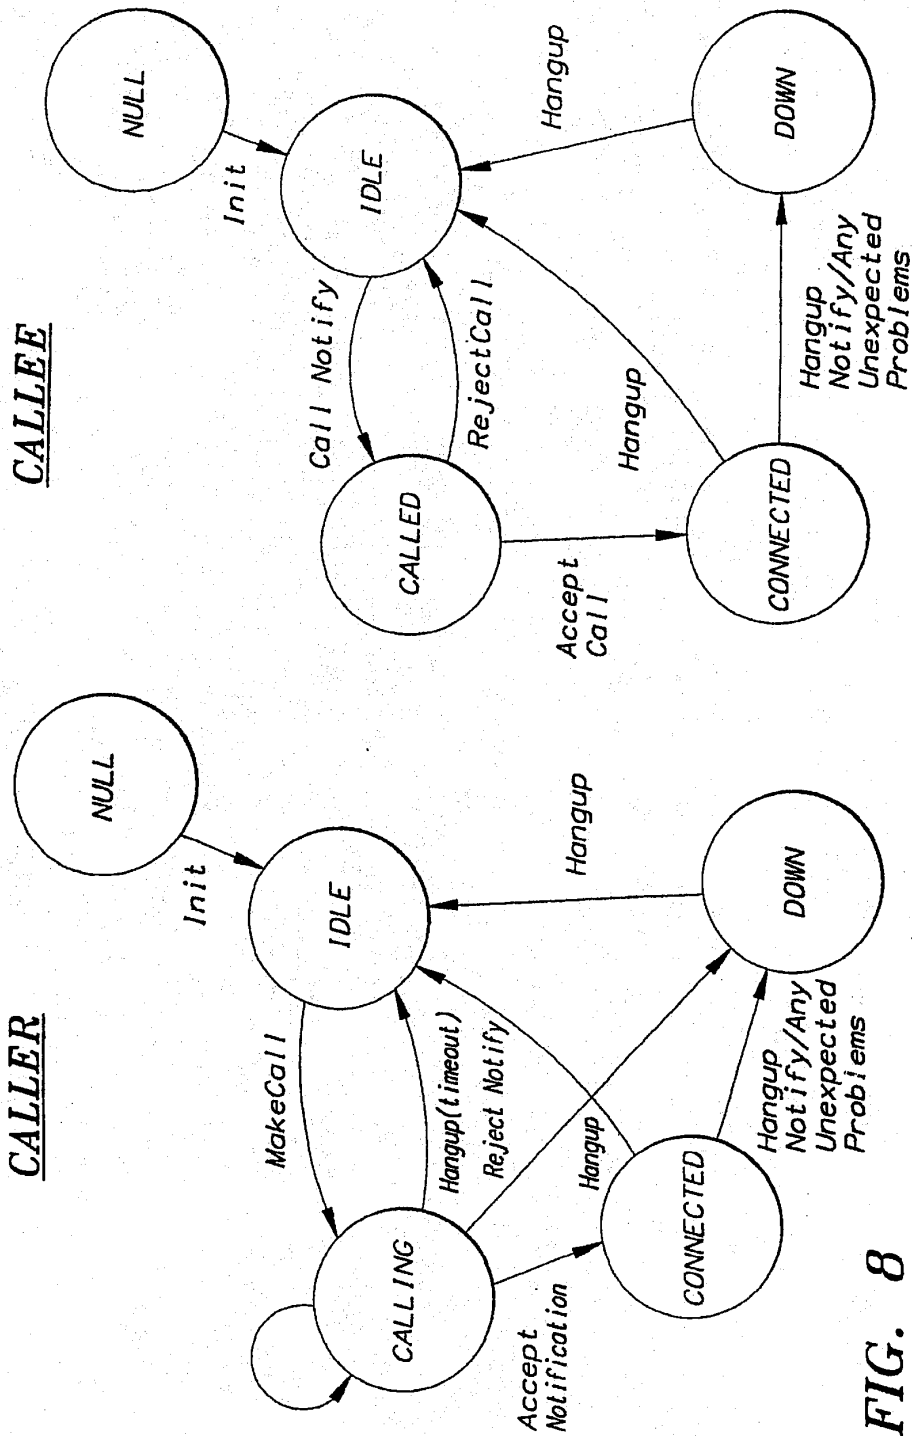 CALLER
NULL
Init
IDLE
MakeCall
Hangup(timeout)
Reject Notify
CALLING
Accept
Notification
Hangup
Hangup
CONNECTED
Hangup
Notify/Any
Unexpected
Problems
DOWN
CALLEE
NULL
Init
IDLE
Call Notify
RejectCall
CALLED
Accept
Call
Hangup
Hangup
CONNECTED
Hangup
Notify/Any
Unexpected
Problems
DOWN
FIG. 8